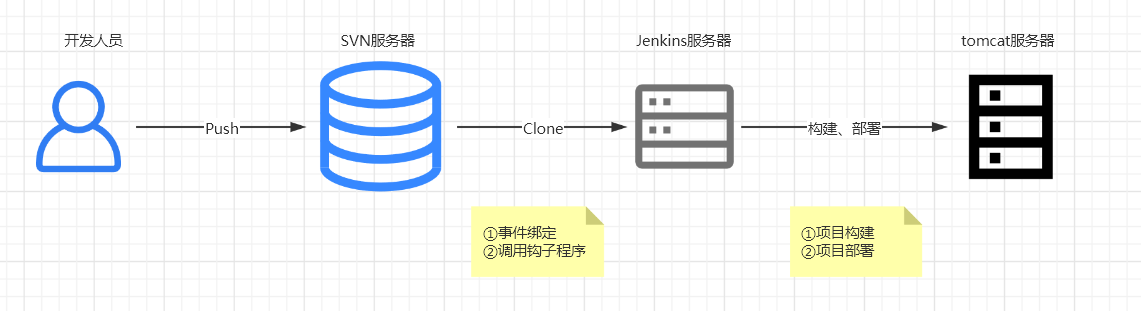 开发人员
SVN服务器
Jenkins服务器
tomcat服务器
Push
Clone
构建、部署
①事件绑定
②调用钩子程序
①项目构建
②项目部署